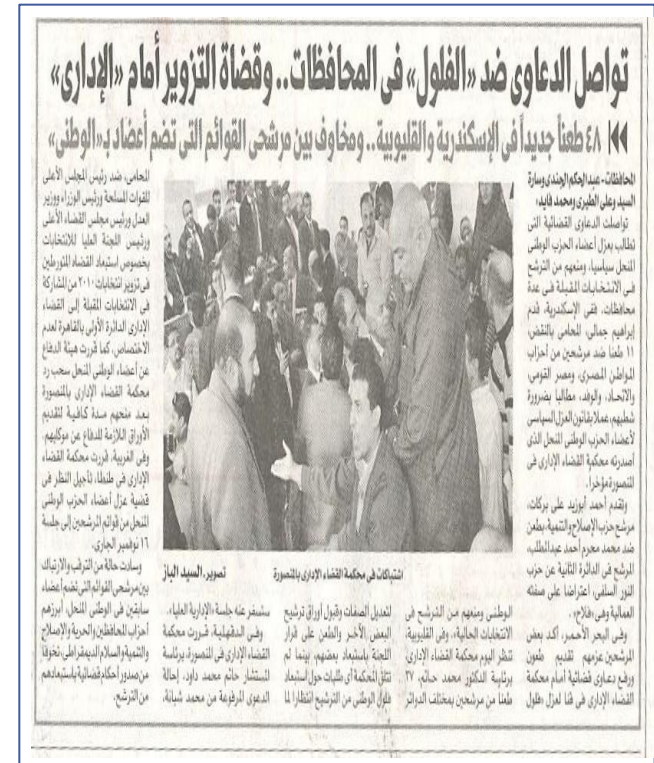 تواصل الدعاوى ضد «الفلول» فى المحافظات.. وقضاة التزوير أمام «الإدارى»
٤٨ طعناً جديداً فى الإسكندرية والقليوبية.. ومخاوف بين مرشحى القوائم التى تضم أعضاد بـ«الوطنى»
المحافظات - عبدالحكم الجندى وسارة
السيد وعلى الطيرى ومحمد فايد:
تواصلت الدعاوى القضائية التى
تطالب بعزل أعضاء الحزب الوطنى
المنحل سياسيا، ومنعهم من الترشح
فى الانتخابات المقبلة فى عدة
محافظات، ففى الإسكندرية، قدم
إبراهيم جمالى، المحامى بالنقض،
١١ طعنا ضد مرشحين من أحزاب
المواطن المصرى، ومصر القومى،
والاتحاد، والوفد، مطالبا بضرورة
شطبهم، عملا بقانون العزل السياسى
لأعضاء الحزب الوطنى المنحل الذى
أصدرته محكمة القضاء الإدارى فى
المنصورة مؤخرا.
وتقدم أحمد أبوزيد على بركات،
مرشح حزب الإصلاح والتنمية، بطعن
ضد محمد محرم أحمد عبدالمطلب،
المرشح فى الدائرة الثانية عن حزب
النور السلفى، اعتراضا على صفته
العمالية وهى «فلاح».
وفى البحر الأحمر، أكد بعض
المرشحين عزمهم تقديم طعون
ورفع دعاوى قضائية أمام محكمة
القضاء الإدارى فى قنا لعزل «فلول
الوطنى ومنعهم من الترشح فى
الانتخابات الحالية، وفى القليوبية،
تنظر اليوم محكمة القضاء الإدارى،
برئاسة الدكتور محمد حاتم، ٣٧
طعنا من مرشحين بمختلف الدوائر
لتعديل الصفات وقبول أوراق ترشيح
البعض الآخر والطعن على قرار
اللجنة باستبعاد بعضهم، بينما لم
تتلق المحكمة أى طلبات حول استبعاد
فلول الوطنى من الترشيح انتظارا لما
ستسفر عنه جلسة «الإدارية العليا».
وفى الدقهلية، قررت محكمة
القضاء الإدارى فى المنصورة، برئاسة
المستشار حاتم محمد داود، إحالة
الدعوى المرفوعة من محمد شبانة،
المحامى، ضد رئيس المجلس الأعلى
للقوات المسلحة ورئيس الوزراء ووزير
العدل ورئيس مجلس القضاء الأعلى
ورئيس اللجنة العليا للانتخابات
بخصوص استبعاد القضاه المتورطين
فى تزوير انتخابات ٢٠١٠ من المشاركة
فى الانتخابات المقبلة إلى القضاء
الإدارى الدائرة الأولى بالقاهرة لعدم
الاختصاص، كما قررت هيئة الدفاع
عن أعضاء الوطنى المنحل سحب رد
محكمة القضاء الإدارى بالمنصورة
بعد منحهم مدة كافية لتقديم
الأوراق اللازمة للدفاع عن موكليهم.
وفى الغربية، قررت محكمة القضاء
الإدارى فى طنطا، تأجيل النظر فى
قضية عزل أعضاء الحزب الوطنى
المنحل من قوائم المرشحين إلى جلسة
١٦ نوفمبر الجارى.
وسادت حالة من الترقب والارتباك
بين مرشحى القوائم التى تضم أعضاء
سابقين فى الوطنى المنحل، أبرزهم
أحزاب المحافظين والحرية والإصلاح
والتنمية والسلام الديمقراطى، تخوفا
من صدور أحكام قضائية باستبعادهم
من الترشح.
اشتباكات فى محكمة القضاء الإدارى بالمنصورة
تصوير. السيد الباز